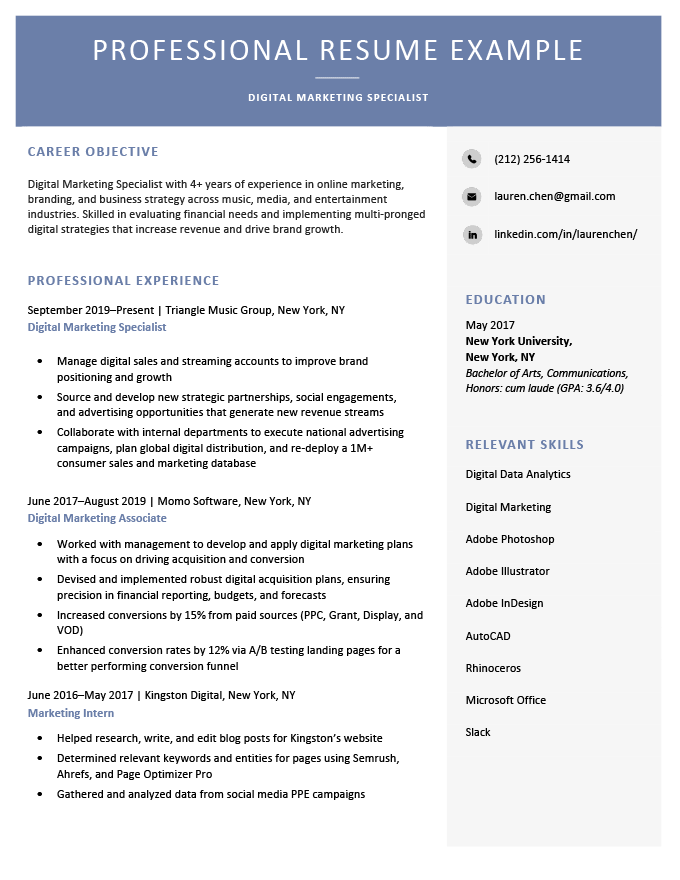 PROFESSIONAL RESUME EXAMPLE
DIGITAL MARKETING SPECIALIST
CAREER OBJECTIVE
Digital Marketing Specialist with 4+ years of experience in online marketing,
branding, and business strategy across music, media, and entertainment
industries. Skilled in evaluating financial needs and implementing multi-pronged
digital strategies that increase revenue and drive brand growth.
PROFESSIONAL EXPERIENCE
September 2019–Present | Triangle Music Group, New York, NY
Digital Marketing Specialist
• Manage digital sales and streaming accounts to improve brand
positioning and growth
• Source and develop new strategic partnerships, social engagements,
and advertising opportunities that generate new revenue streams
• Collaborate with internal departments to execute national advertising
campaigns, plan global digital distribution, and re-deploy a 1M+
consumer sales and marketing database
June 2017–August 2019 | Momo Software, New York, NY
Digital Marketing Associate
• Worked with management to develop and apply digital marketing plans
with a focus on driving acquisition and conversion
• Devised and implemented robust digital acquisition plans, ensuring
precision in financial reporting, budgets, and forecasts
• Increased conversions by 15% from paid sources (PPC, Grant, Display, and
VOD)
• Enhanced conversion rates by 12% via A/B testing landing pages for a
better performing conversion funnel
June 2016–May 2017 | Kingston Digital, New York, NY
Marketing Intern
• Helped research, write, and edit blog posts for Kingston’s website
• Determined relevant keywords and entities for pages using Semrush,
Ahrefs, and Page Optimizer Pro
• Gathered and analyzed data from social media PPE campaigns
(212) 256-1414
lauren.chen@gmail.com
in linkedin.com/in/laurenchen/
EDUCATION
May 2017
New York University,
New York, NY
Bachelor of Arts, Communications,
Honors: cum laude (GPA: 3.6/4.0)
RELEVANT SKILLS
Digital Data Analytics
Digital Marketing
Adobe Photoshop
Adobe Illustrator
Adobe InDesign
AutoCAD
Rhinoceros
Microsoft Office
Slack